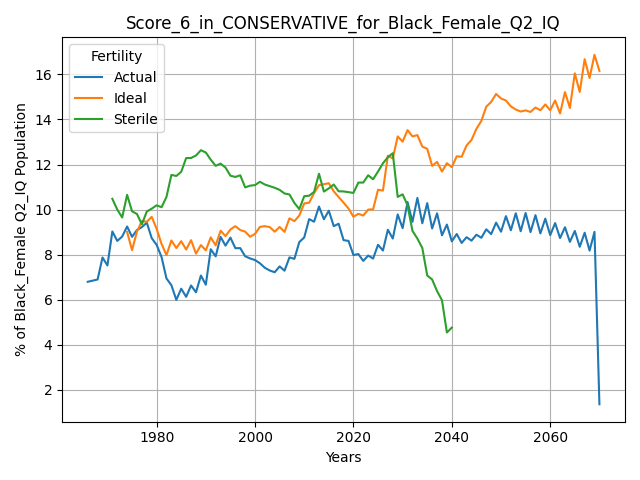 Score_6_in_CONSERVATIVE_for_Black_Female_Q2_IQ
Fertility
Actual
Ideal
Sterile
% of Black_Female Q2_IQ Population
16
14
12
10
8
6
4
2
1980
2000
2020
2040
2060
Years